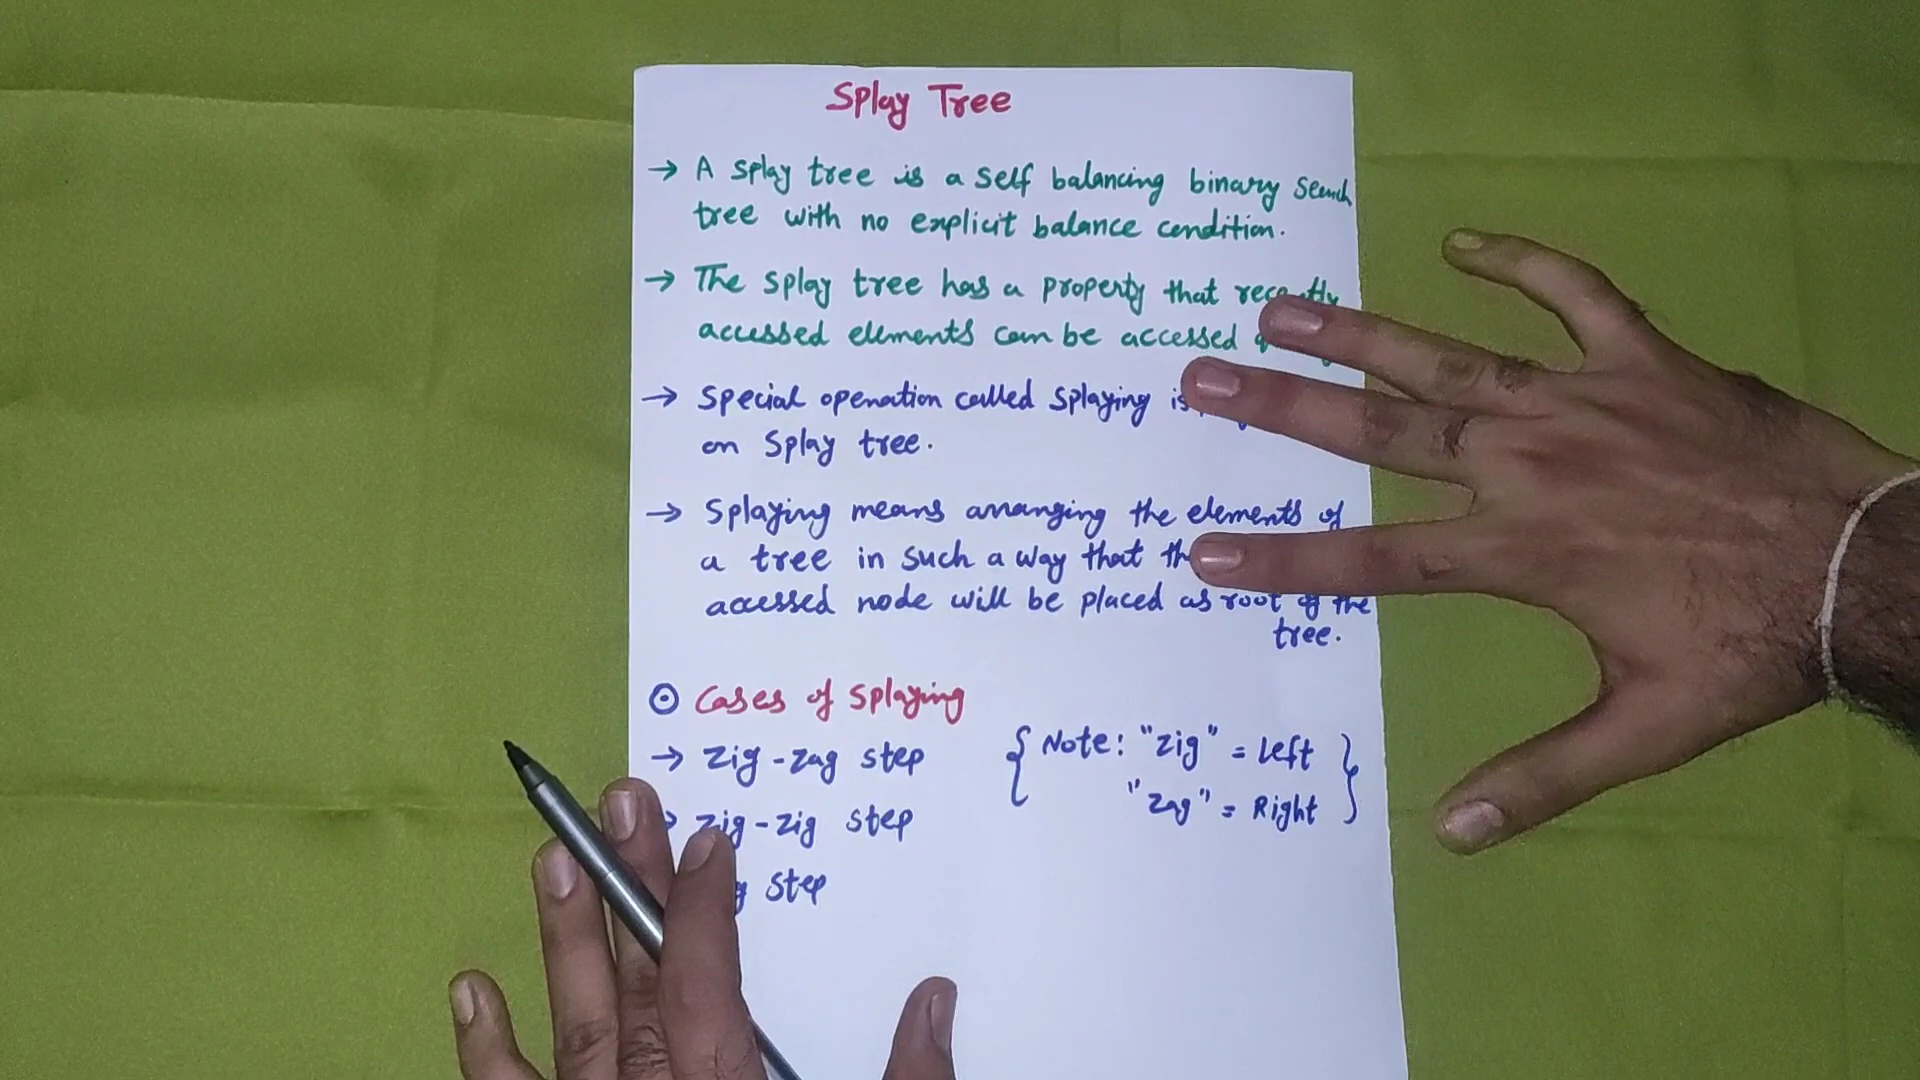 Splay Tree
→ A splay tree is a self balancing binary search
tree with no explicit balance condition.
→ The splay tree has a property that recently
accessed elements can be accessed
→ Special operation called splaying is
on splay tree.
→ Splaying means arranging the elements of
a tree in such a way that
accessed node will be placed as root of the
tree.
⊙ Cases of splaying
→ Zig-zag step
→ Zig-zig step
step
{ Note: "zig" = Left }
"zag" = Right